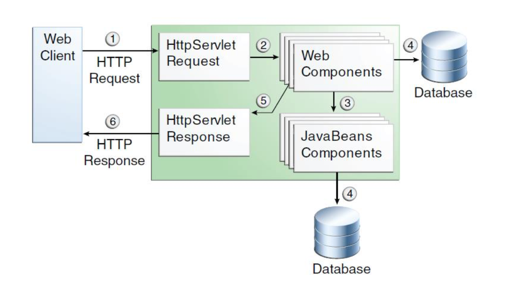 Web
Client
1
HTTP
Request
HttpServlet
Request
2
Web
Components
4
Database
3
5
HttpServlet
Response
6
HTTP
Response
JavaBeans
Components
4
Database